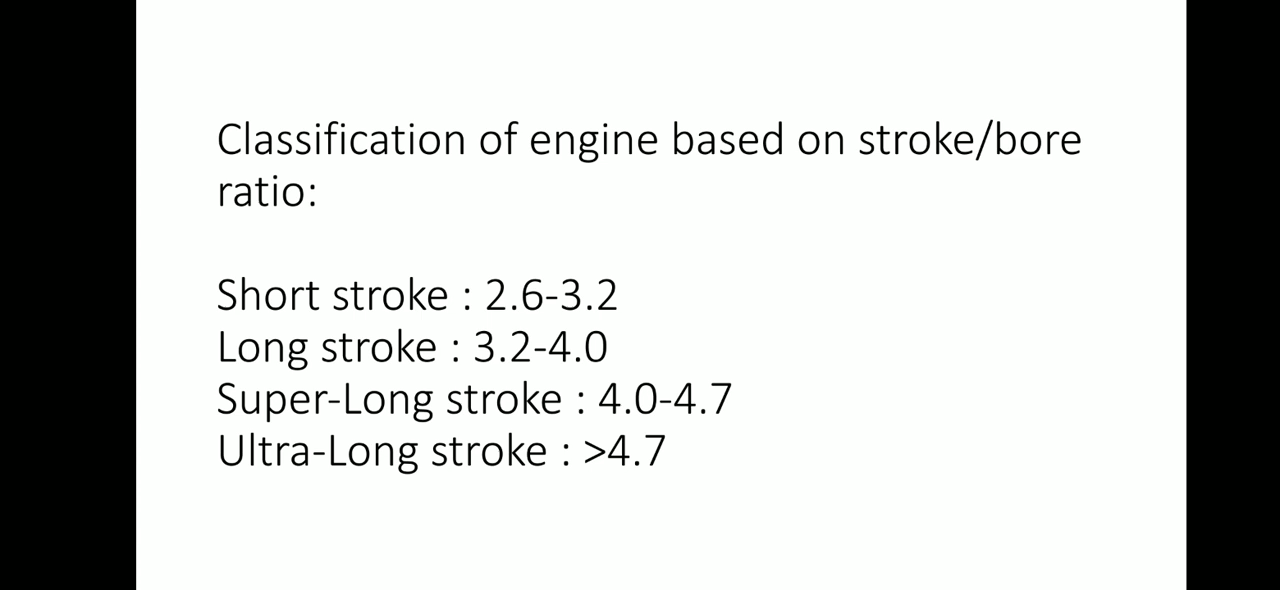 Classification of engine based on stroke/bore
ratio:
Short stroke : 2.6-3.2
Long stroke : 3.2-4.0
Super-Long stroke : 4.0-4.7
Ultra-Long stroke : >4.7